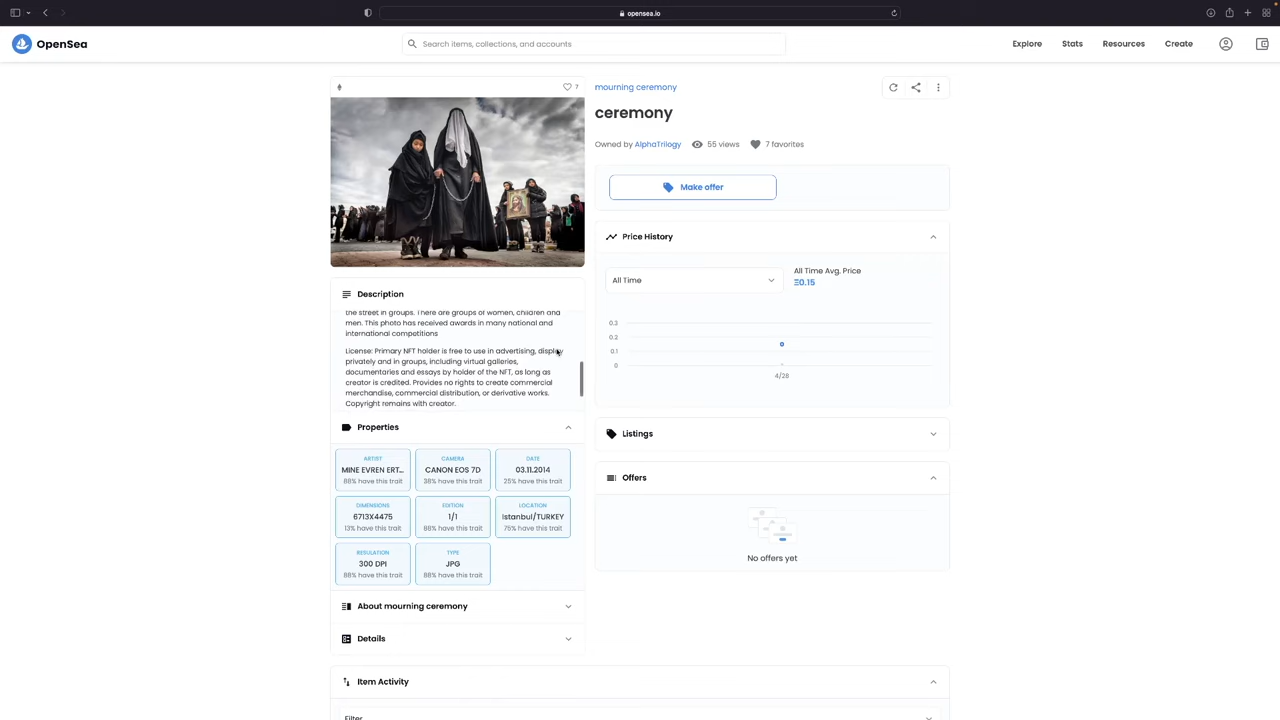 opensea.io
OpenSea
Search items, collections, and accounts
Explore
Stats
Resources
Create
7
mourning ceremony
ceremony
Owned by AlphaTrilogy
55 views
7 favorites
Make offer
Price History
All Time
All Time Avg. Price
Ξ0.15
0.3
0.2
0.1
0
4/28
Description
the street in groups. There are groups of women, children and
men. This photo has received awards in many national and
international competitions
License: Primary NFT holder is free to use in advertising, display
privately and in groups, including virtual galleries,
documentaries and essays by holder of the NFT, as long as
creator is credited. Provides no rights to create commercial
merchandise, commercial distribution, or derivative works.
Copyright remains with creator.
Properties
ARTIST
MINE EVREN ERT...
88% have this trait
CAMERA
CANON EOS 7D
38% have this trait
DATE
03.11.2014
25% have this trait
DIMENSIONS
6713X4475
13% have this trait
EDITION
1/1
88% have this trait
LOCATION
Istanbul/TURKEY
75% have this trait
RESULATION
300 DPI
88% have this trait
TYPE
JPG
88% have this trait
About mourning ceremony
Details
Listings
Offers
No offers yet
Item Activity
Filter